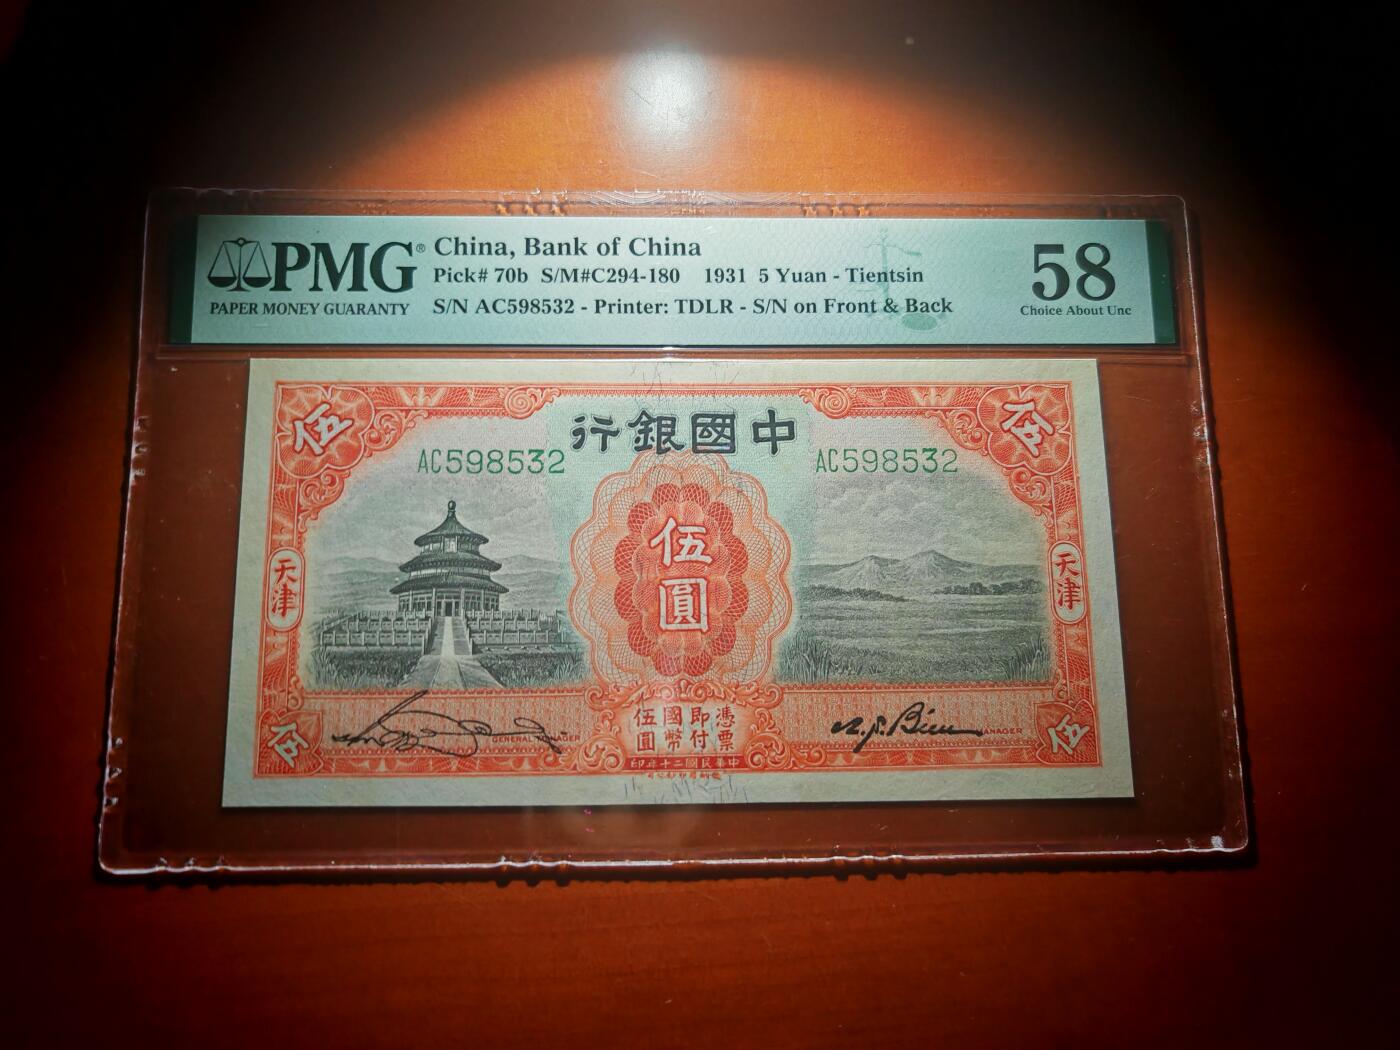 PMG®
PAPER MONEY GUARANTY
China, Bank of China
Pick# 70b S/M#C294-180 1931 5 Yuan - Tientsin
S/N AC598532 - Printer: TDLR - S/N on Front & Back
58
Choice About Unc
伍
伍
行銀國中
AC598532
AC598532
伍圓
天津
天津
憑票
即付
國幣
伍圓
GENERAL MANAGER
MANAGER
伍
伍
印年十二國民華中